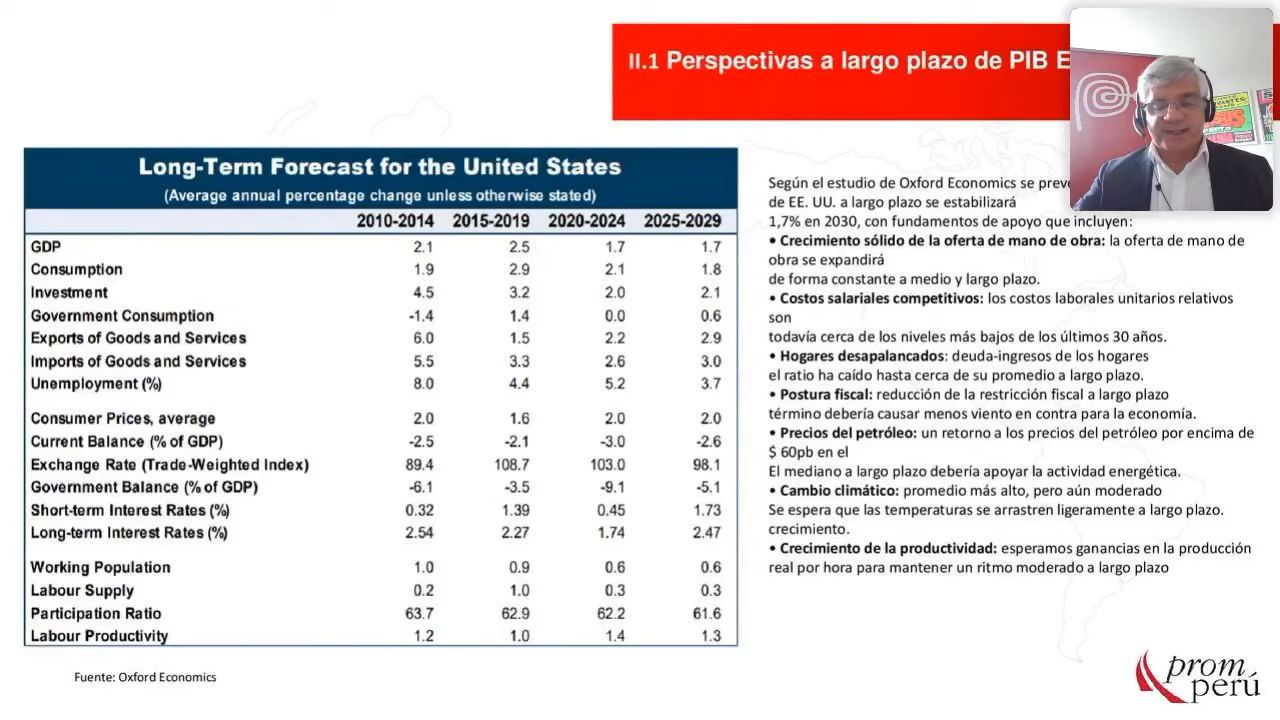 II.1 Perspectivas a largo plazo de PIB E
Long-Term Forecast for the United States
(Average annual percentage change unless otherwise stated)
2010-2014 2015-2019 2020-2024 2025-2029
GDP 2.1 2.5 1.7 1.7
Consumption 1.9 2.9 2.1 1.8
Investment 4.5 3.2 2.0 2.1
Government Consumption -1.4 1.4 0.0 0.6
Exports of Goods and Services 6.0 1.5 2.2 2.9
Imports of Goods and Services 5.5 3.3 2.6 3.0
Unemployment (%) 8.0 4.4 5.2 3.7
Consumer Prices, average 2.0 1.6 2.0 2.0
Current Balance (% of GDP) -2.5 -2.1 -3.0 -2.6
Exchange Rate (Trade-Weighted Index) 89.4 108.7 103.0 98.1
Government Balance (% of GDP) -6.1 -3.5 -9.1 -5.1
Short-term Interest Rates (%) 0.32 1.39 0.45 1.73
Long-term Interest Rates (%) 2.54 2.27 1.74 2.47
Working Population 1.0 0.9 0.6 0.6
Labour Supply 0.2 1.0 0.3 0.3
Participation Ratio 63.7 62.9 62.2 61.6
Labour Productivity 1.2 1.0 1.4 1.3
Fuente: Oxford Economics
Según el estudio de Oxford Economics se prevé
de EE. UU. a largo plazo se estabilizará
1,7% en 2030, con fundamentos de apoyo que incluyen:
• Crecimiento sólido de la oferta de mano de obra: la oferta de mano de
obra se expandirá
de forma constante a medio y largo plazo.
• Costos salariales competitivos: los costos laborales unitarios relativos
son
todavía cerca de los niveles más bajos de los últimos 30 años.
• Hogares desapalancados: deuda-ingresos de los hogares
el ratio ha caído hasta cerca de su promedio a largo plazo.
• Postura fiscal: reducción de la restricción fiscal a largo plazo
término debería causar menos viento en contra para la economía.
• Precios del petróleo: un retorno a los precios del petróleo por encima de
$ 60pb en el
El mediano a largo plazo debería apoyar la actividad energética.
• Cambio climático: promedio más alto, pero aún moderado
Se espera que las temperaturas se arrastren ligeramente a largo plazo.
crecimiento.
• Crecimiento de la productividad: esperamos ganancias en la producción
real por hora para mantener un ritmo moderado a largo plazo
prom
perú